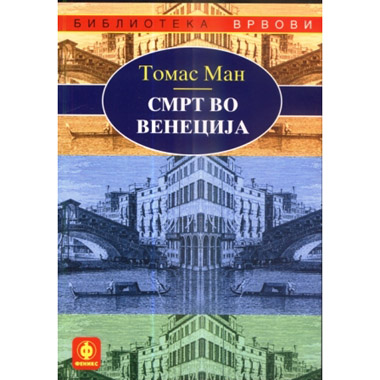 БИБЛИОТЕКА ВРВОВИ
Томас Ман
СМРТ ВО
ВЕНЕЦИЈА
Ф
ФЕНИКС